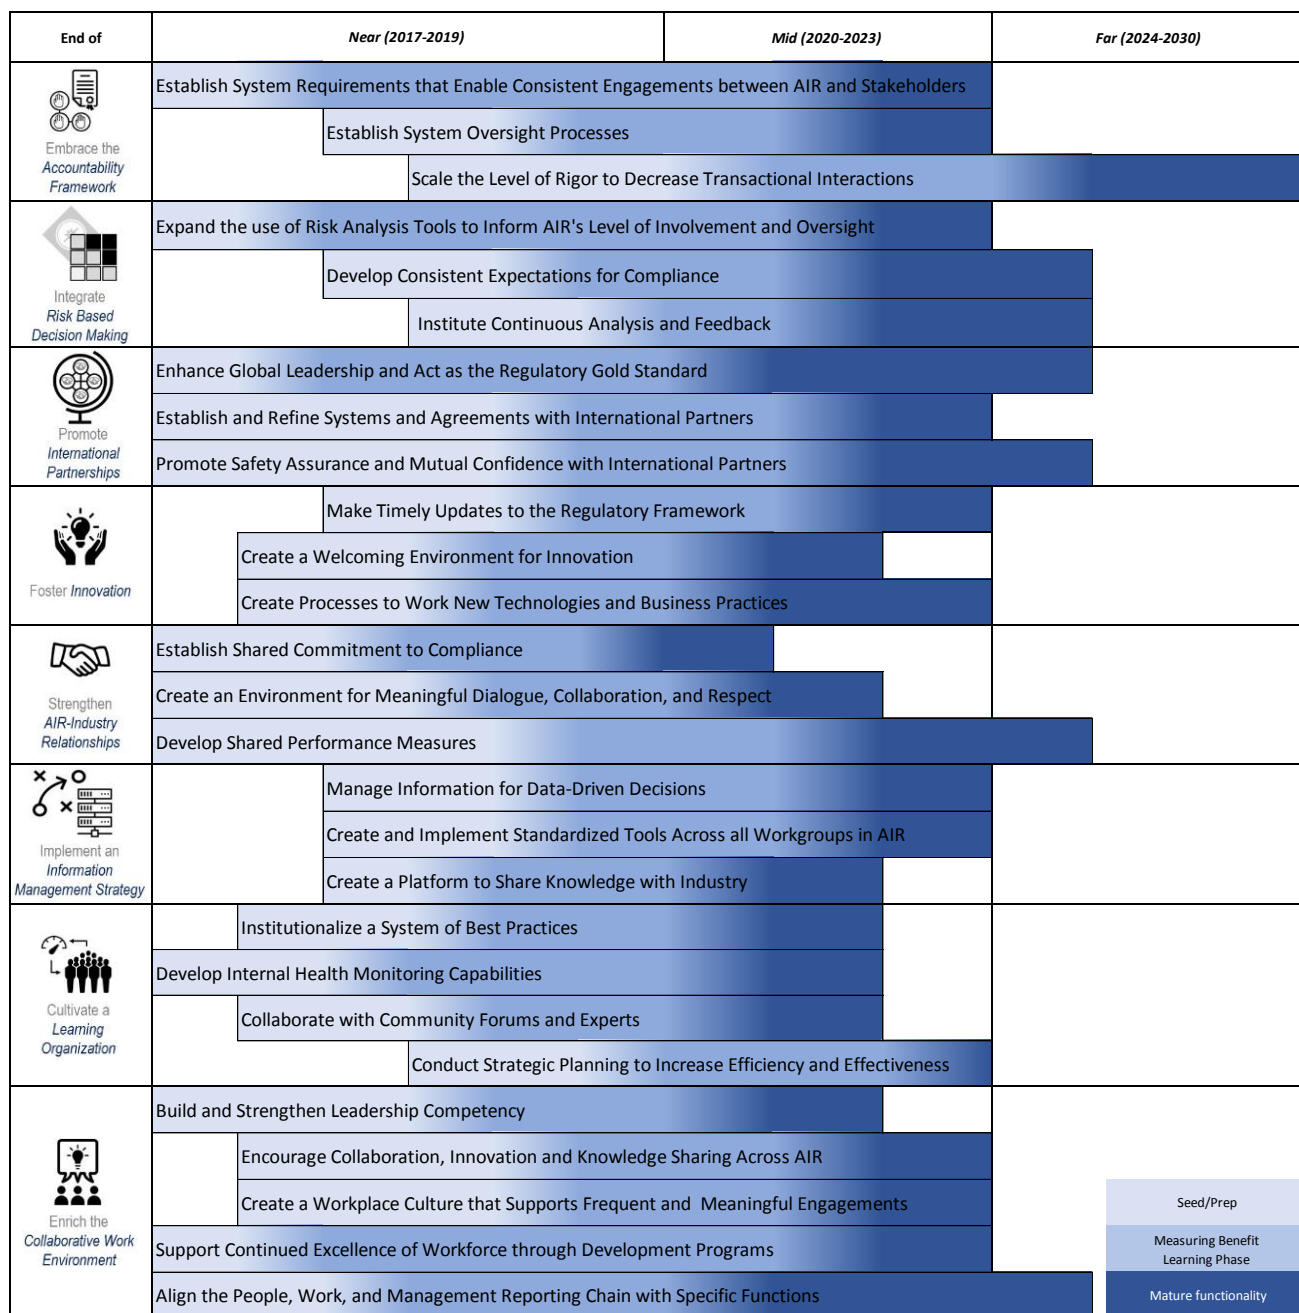 End of
Near (2017-2019)
Mid (2020-2023)
Far (2024-2030)
Embrace the
Accountability
Framework
Establish System Requirements that Enable Consistent Engagements between AIR and Stakeholders
Establish System Oversight Processes
Scale the Level of Rigor to Decrease Transactional Interactions
Integrate
Risk Based
Decision Making
Expand the use of Risk Analysis Tools to Inform AIR's Level of Involvement and Oversight
Develop Consistent Expectations for Compliance
Institute Continuous Analysis and Feedback
Promote
International
Partnerships
Enhance Global Leadership and Act as the Regulatory Gold Standard
Establish and Refine Systems and Agreements with International Partners
Promote Safety Assurance and Mutual Confidence with International Partners
Foster Innovation
Make Timely Updates to the Regulatory Framework
Create a Welcoming Environment for Innovation
Create Processes to Work New Technologies and Business Practices
Strengthen
AIR-Industry
Relationships
Establish Shared Commitment to Compliance
Create an Environment for Meaningful Dialogue, Collaboration, and Respect
Develop Shared Performance Measures
Implement an
Information
Management Strategy
Manage Information for Data-Driven Decisions
Create and Implement Standardized Tools Across all Workgroups in AIR
Create a Platform to Share Knowledge with Industry
Cultivate a
Learning
Organization
Institutionalize a System of Best Practices
Develop Internal Health Monitoring Capabilities
Collaborate with Community Forums and Experts
Conduct Strategic Planning to Increase Efficiency and Effectiveness
Enrich the
Collaborative Work
Environment
Build and Strengthen Leadership Competency
Encourage Collaboration, Innovation and Knowledge Sharing Across AIR
Create a Workplace Culture that Supports Frequent and Meaningful Engagements
Support Continued Excellence of Workforce through Development Programs
Align the People, Work, and Management Reporting Chain with Specific Functions
Seed/Prep
Measuring Benefit
Learning Phase
Mature functionality